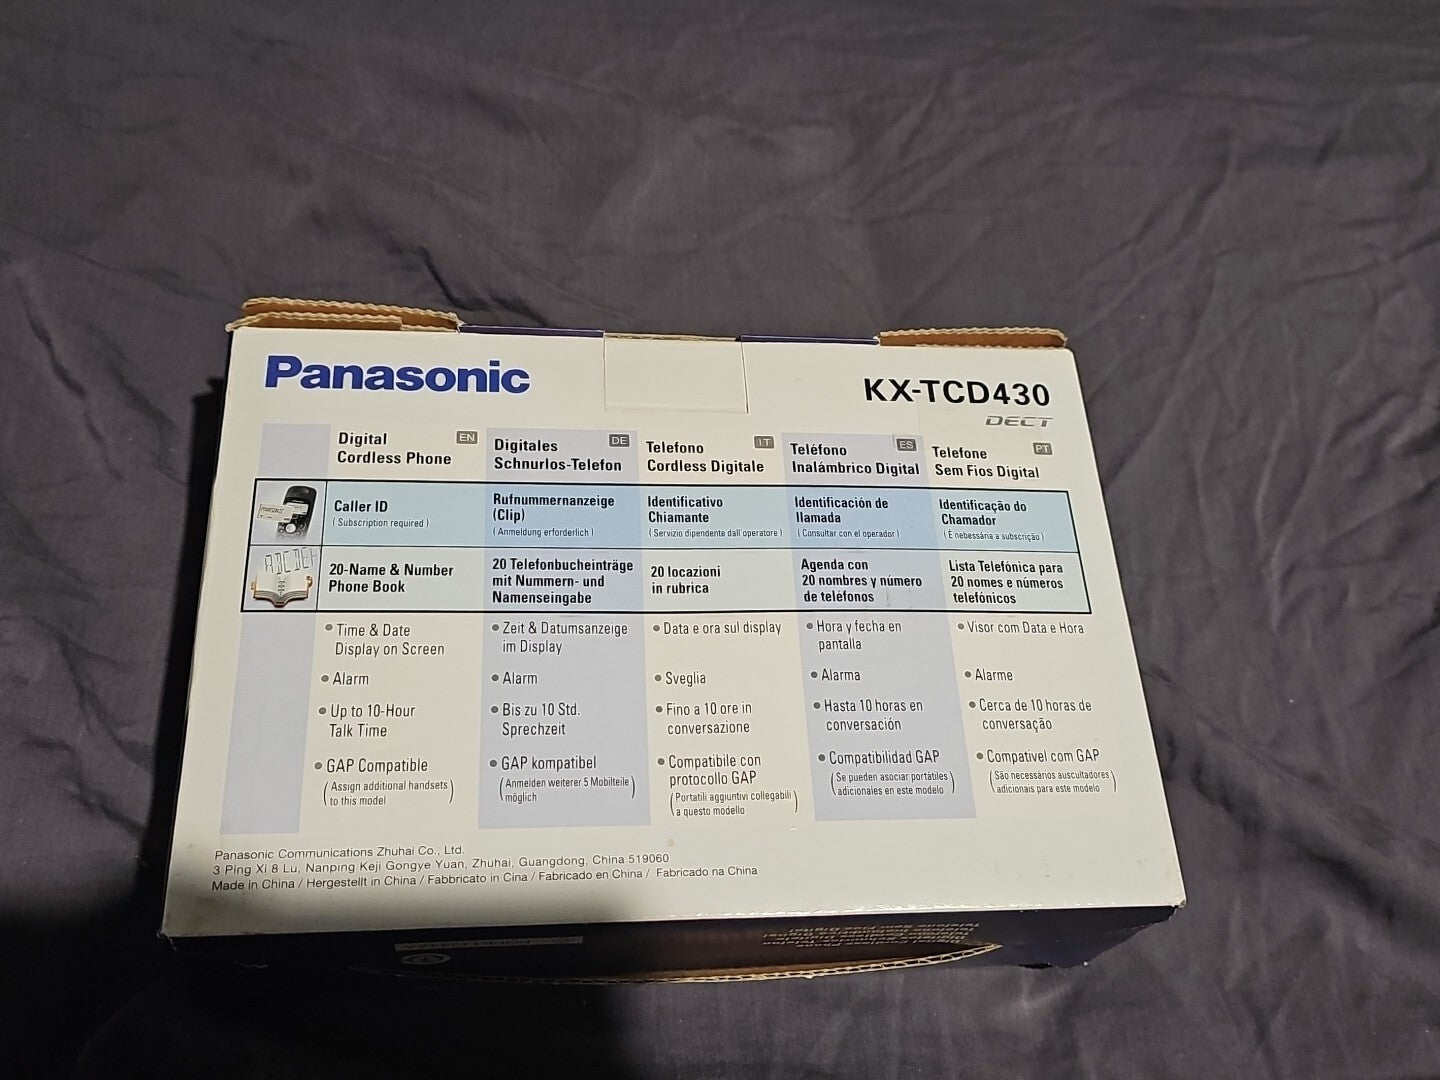 Panasonic
KX-TCD430
DECT
Digital
Cordless Phone
EN
Digitales
Schnurlos-Telefon
DE
Telefono
Cordless Digitale
IT
Teléfono
Inalámbrico Digital
ES
Telefone
Sem Fios Digital
PT
Caller ID
( Subscription required )
Rufnummernanzeige
(Clip)
( Anmeldung erforderlich )
Identificativo
Chiamante
( Servizio dipendente dall'operatore )
Identificación de
llamada
( Consultar con el operador )
Identificação do
Chamador
( É nebessária a subscrição )
20-Name & Number
Phone Book
20 Telefonbucheinträge
mit Nummern- und
Namenseingabe
20 locazioni
in rubrica
Agenda con
20 nombres y número
de teléfonos
Lista Telefónica para
20 nomes e números
telefónicos
• Time & Date
Display on Screen
• Alarm
• Up to 10-Hour
Talk Time
• GAP Compatible
( Assign additional handsets
to this model )
• Zeit & Datumsanzeige
im Display
• Alarm
• Bis zu 10 Std.
Sprechzeit
• GAP kompatibel
( Anmelden weiterer 5 Mobilteile
möglich )
• Data e ora sul display
• Sveglia
• Fino a 10 ore in
conversazione
• Compatibile con
protocollo GAP
( Portatili aggiuntivi collegabili
a questo modello )
• Hora y fecha en
pantalla
• Alarma
• Hasta 10 horas en
conversación
• Compatibilidad GAP
( Se pueden asociar portátiles
adicionales en este modelo )
• Visor com Data e Hora
• Alarme
• Cerca de 10 horas de
conversação
• Compativel com GAP
( São necessários auscultadores
adicionais para este modelo )
Panasonic Communications Zhuhai Co., Ltd.
3 Ping Xi 8 Lu, Nanping Keji Gongye Yuan, Zhuhai, Guangdong, China 519060
Made in China / Hergestellt in China / Fabbricato in Cina / Fabricado en China / Fabricado na China